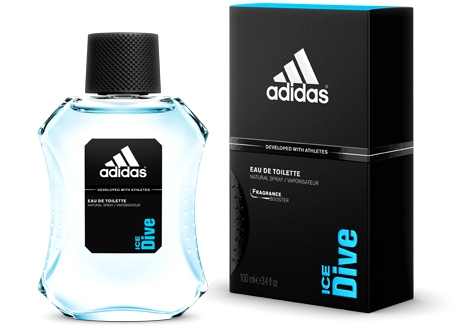 adidas
DEVELOPED WITH ATHLETES
EAU DE TOILETTE
NATURAL SPRAY / VAPORISATEUR
ICE
Dive
adidas
DEVELOPED WITH ATHLETES
EAU DE TOILETTE
NATURAL SPRAY / VAPORISATEUR
FRAGRANCE
BOOSTER
ICE
Dive
100 ml e 3.4 fl.oz